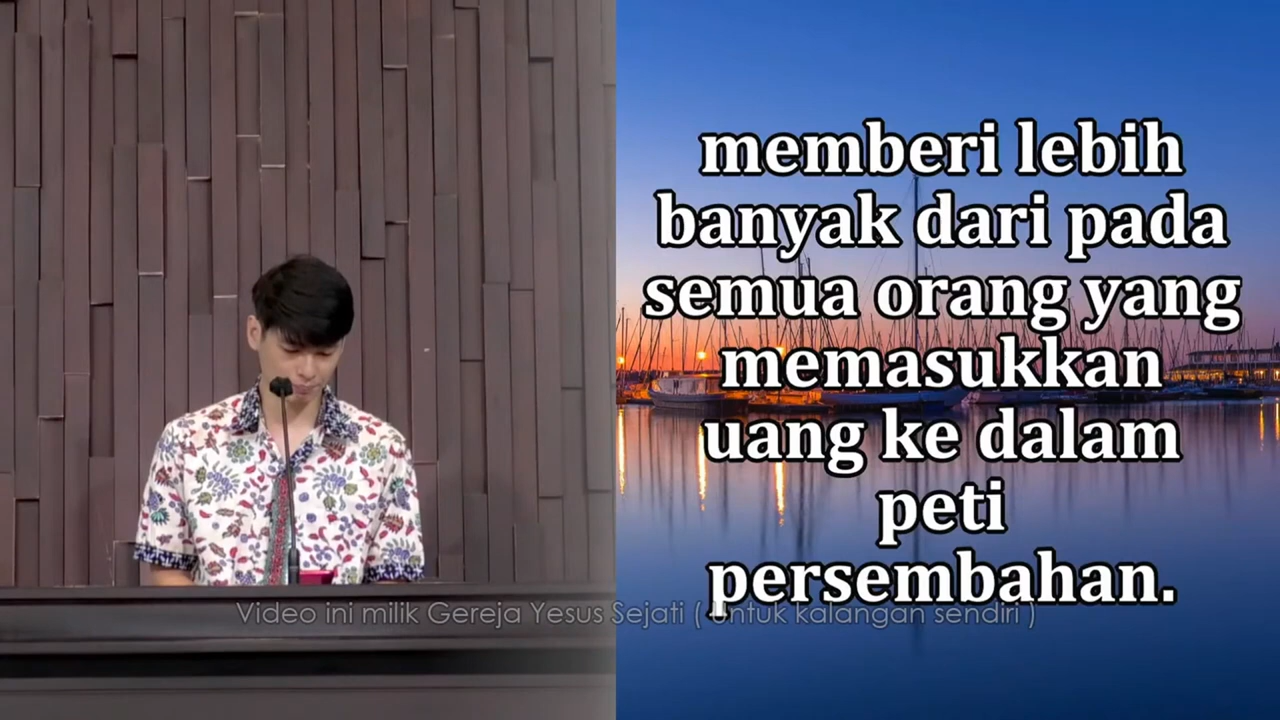 memberi lebih
banyak dari pada
semua orang yang
memasukkan
uang ke dalam
peti
persembahan.
Video ini milik Gereja Yesus Sejati ( Untuk kalangan sendiri )